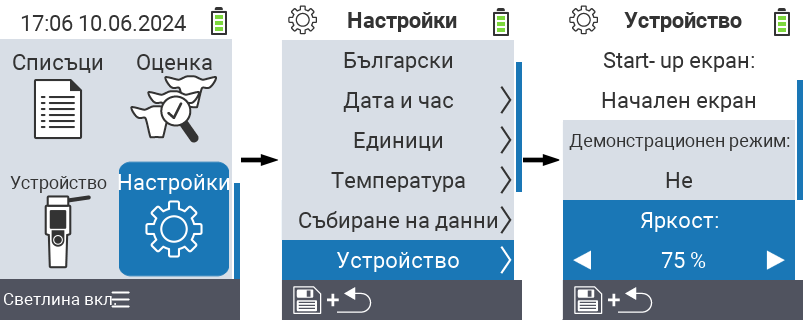 17:06 10.06.2024
Списъци
Оценка
Устройство
Настройки
Светлина вкл.
Настройки
Български
Дата и час
Единици
Температура
Събиране на данни
Устройство
Устройство
Start- up екран:
Начален екран
Демонстрационен режим:
Не
Яркост:
75 %